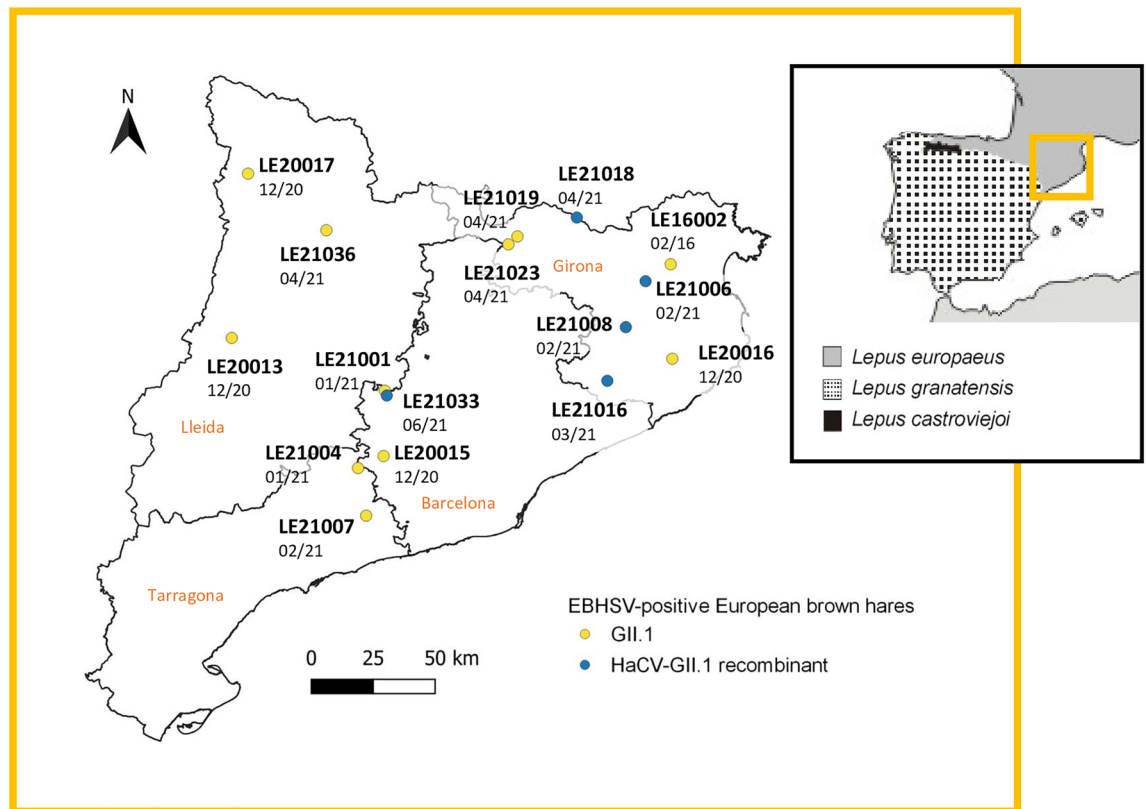 N
LE20017
12/20
LE21036
04/21
LE20013
12/20
Lleida
LE21019
04/21
LE21018
04/21
LE21023
04/21
Girona
LE16002
02/16
LE21006
02/21
LE21008
02/21
LE20016
12/20
LE21016
03/21
LE21001
01/21
LE21033
06/21
LE21004
01/21
LE20015
12/20
Barcelona
LE21007
02/21
Tarragona
0 25 50 km
EBHSV-positive European brown hares
GII.1
HaCV-GII.1 recombinant
Lepus europaeus
Lepus granatensis
Lepus castroviejoi